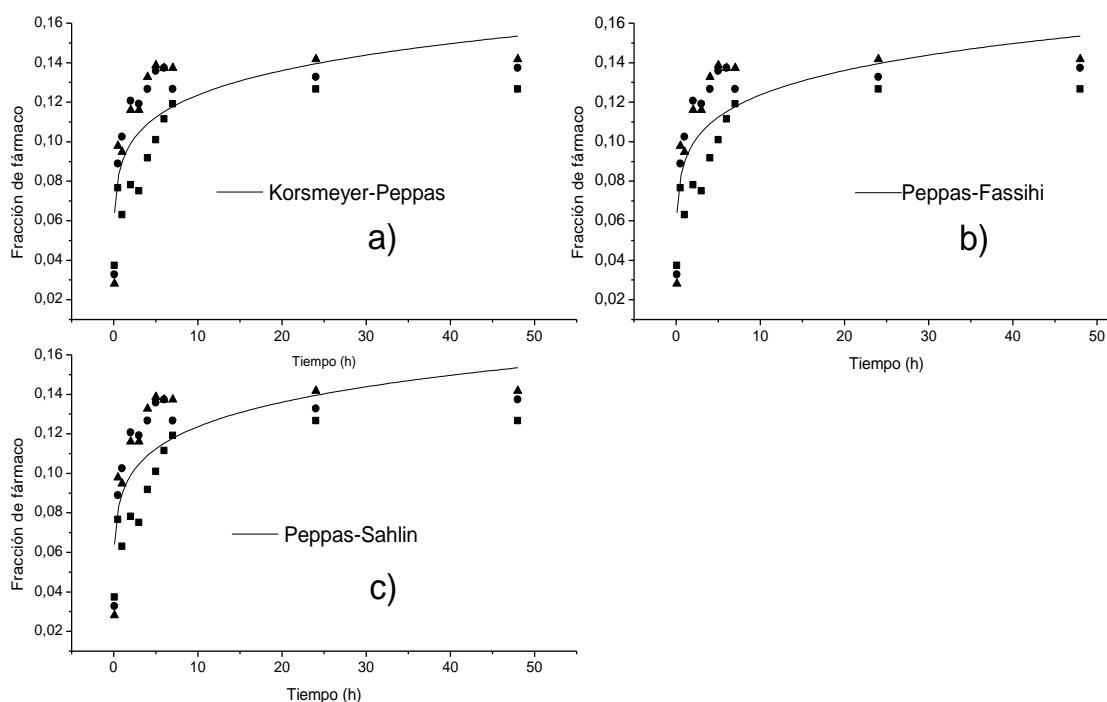 0,16
0,14
0,12
0,10
0,08
0,06
0,04
0,02
Fracción de fármaco
Korsmeyer-Peppas
a)
0 10 20 30 40 50
Tiempo (h)
0,16
0,14
0,12
0,10
0,08
0,06
0,04
0,02
Fracción de fármaco
Peppas-Fassihi
b)
0 10 20 30 40 50
Tiempo (h)
0,16
0,14
0,12
0,10
0,08
0,06
0,04
0,02
Fracción de fármaco
Peppas-Sahlin
c)
0 10 20 30 40 50
Tiempo (h)